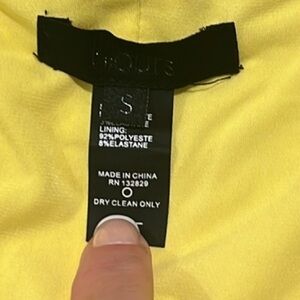 S
LINING:
92%POLYESTE
8%ELASTANE
MADE IN CHINA
RN 132829
DRY CLEAN ONLY